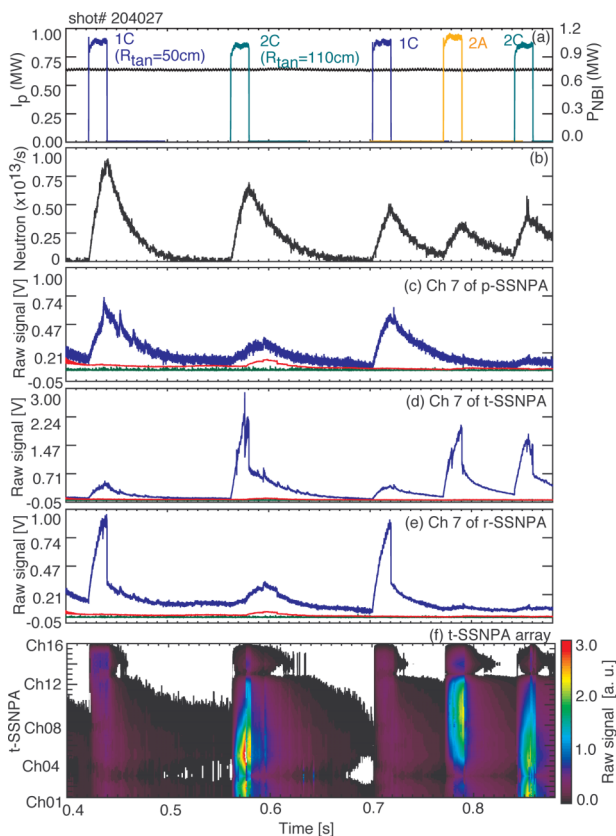 shot# 204027
(a)
1C
(Rtan=50cm)
2C
(Rtan=110cm)
1C
2A
2C
Ip (MW)
1.00
0.75
0.50
0.25
0.00
PNBI (MW)
1.2
0.9
0.6
0.3
0.0
(b)
Neutron (x10^13/s)
0.75
0.50
0.25
0
(c) Ch 7 of p-SSNPA
Raw signal [V]
1.00
0.74
0.47
0.21
-0.05
(d) Ch 7 of t-SSNPA
Raw signal [V]
3.00
2.24
1.47
0.71
-0.05
(e) Ch 7 of r-SSNPA
Raw signal [V]
1.00
0.74
0.47
0.21
-0.05
(f) t-SSNPA array
t-SSNPA
Ch16
Ch12
Ch08
Ch04
Ch01
0.4 0.5 0.6 0.7 0.8
Time [s]
3.0
2.0
1.0
0.0
Raw signal [a. u.]